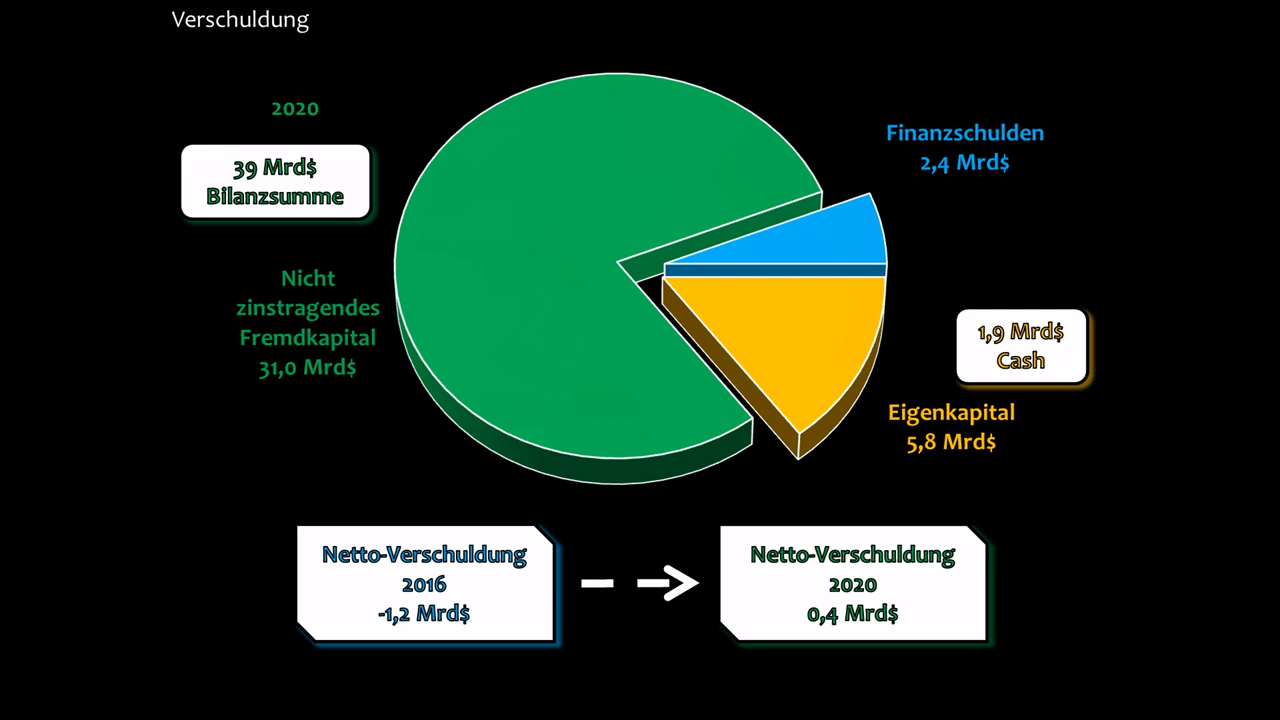 Verschuldung
2020
39 Mrd$
Bilanzsumme
Nicht
zinstragendes
Fremdkapital
31,0 Mrd$
Finanzschulden
2,4 Mrd$
1,9 Mrd$
Cash
Eigenkapital
5,8 Mrd$
Netto-Verschuldung
2016
-1,2 Mrd$
Netto-Verschuldung
2020
0,4 Mrd$